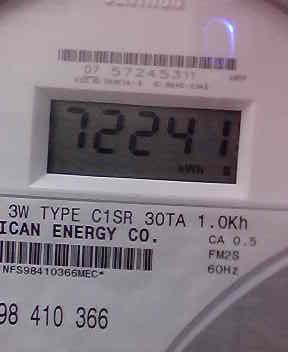 07 57245311
72241
kWh
3W TYPE C1SR 30TA 1.0Kh
ICAN ENERGY CO.
CA 0.5
FM2S
60Hz
NFS98410366MEC*
98 410 366